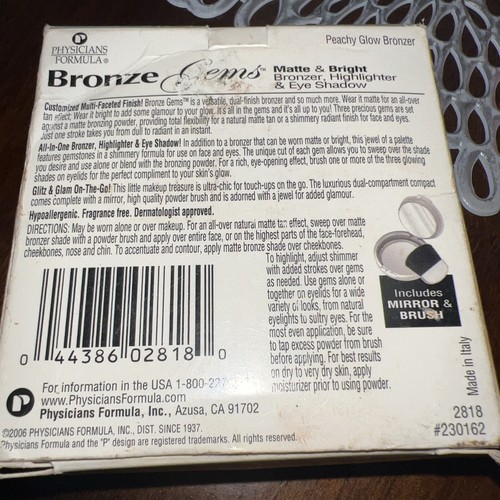 PHYSICIANS
FORMULA®
Peachy Glow Bronzer
Bronze Gems™ Matte & Bright
Bronzer, Highlighter
& Eye Shadow
Customized Multi-Faceted Finish! Bronze Gems™ is a versatile, dual-finish bronzer and so much more. Wear it matte for an all-over
tan effect; Wear it bright to add some glamour to your glow. It's all in the gems and it's all up to you! Three precious gems are set
against a matte bronzing powder, providing total flexibility for a natural matte tan or a shimmery radiant finish for face and eyes.
Just one stroke takes you from dull to radiant in an instant.
All-In-One Bronzer, Highlighter & Eye Shadow! In addition to a bronzer that can be worn matte or bright, this jewel of a palette
features gemstones in a shimmery formula for use on face and eyes. The unique cut of each gem allows you to sweep over the shade
you desire and use alone or blend with the bronzing powder. For a rich, eye-opening effect, brush one or more of the three glowing
shades on eyelids for the perfect compliment to your skin's glow.
Glitz & Glam On-The-Go! This little makeup treasure is ultra-chic for touch-ups on the go. The luxurious dual-compartment compact
comes complete with a mirror, high quality powder brush and is adorned with a jewel for added glamour.
Hypoallergenic. Fragrance free. Dermatologist approved.
DIRECTIONS: May be worn alone or over makeup. For an all-over natural matte tan effect, sweep over matte
bronzer shade with a powder brush and apply over entire face, or on the highest parts of the face-forehead,
cheekbones, nose and chin. To accentuate and contour, apply matte bronze shade over cheekbones.
To highlight, adjust shimmer
with added strokes over gems
as needed. Use gems alone or
together on eyelids for a wide
variety of looks, from natural
eyelights to sultry eyes. For the
most even application, be sure
to tap excess powder from brush
before applying. For best results
on dry to very dry skin, apply
moisturizer prior to using powder.
Includes
MIRROR &
BRUSH
0 44386 02818 0
Made in Italy
For information in the USA 1-800-227
www.PhysiciansFormula.com
Physicians Formula, Inc., Azusa, CA 91702
2818
#230162
©2006 PHYSICIANS FORMULA, INC., DIST. SINCE 1937.
Physicians Formula and the "P" design are registered trademarks. All rights reserved.